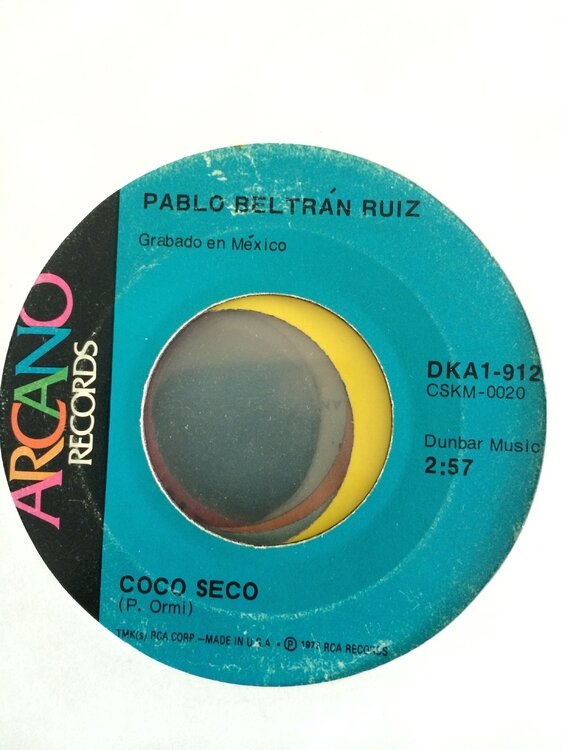 PABLO BELTRÁN RUIZ
Grabado en México
ARCANO
RECORDS
DKA1-912
CSKM-0020
Dunbar Music
2:57
COCO SECO
(P. Ormi)
TMK(s) RCA CORP.—MADE IN U.S.A • Ⓟ RCA RECORDS